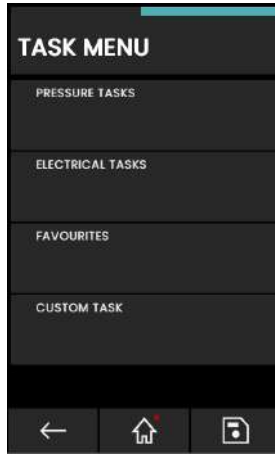 TASK MENU
PRESSURE TASKS
ELECTRICAL TASKS
FAVOURITES
CUSTOM TASK